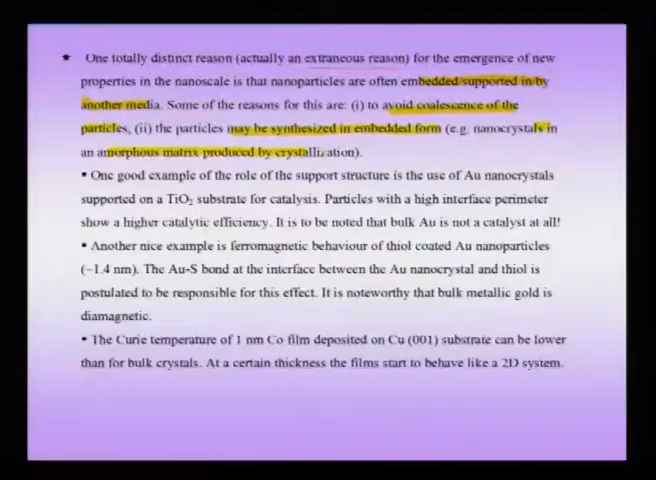 ★ One totally distinct reason (actually an extraneous reason) for the emergence of new
properties in the nanoscale is that nanoparticles are often embedded/supported in/by
another media. Some of the reasons for this are: (i) to avoid coalescence of the
particles, (ii) the particles may be synthesized in embedded form (e.g. nanocrystals in
an amorphous matrix produced by crystallization).
▪ One good example of the role of the support structure is the use of Au nanocrystals
supported on a TiO₂ substrate for catalysis. Particles with a high interface perimeter
show a higher catalytic efficiency. It is to be noted that bulk Au is not a catalyst at all!
▪ Another nice example is ferromagnetic behaviour of thiol coated Au nanoparticles
(~1.4 nm). The Au-S bond at the interface between the Au nanocrystal and thiol is
postulated to be responsible for this effect. It is noteworthy that bulk metallic gold is
diamagnetic.
▪ The Curie temperature of 1 nm Co film deposited on Cu (001) substrate can be lower
than for bulk crystals. At a certain thickness the films start to behave like a 2D system.